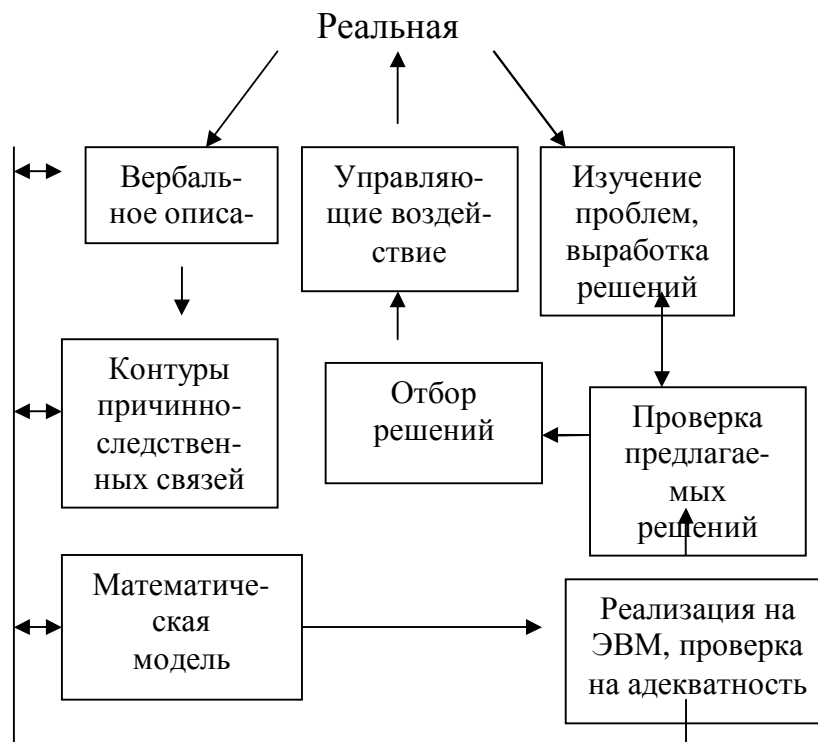 Реальная
Вербаль-
ное описа-
Управляю-
щие воздей-
ствие
Изучение
проблем,
выработка
решений
Контуры
причинно-
следствен-
ных связей
Отбор
решений
Проверка
предлагае-
мых
решений
Математиче-
ская
модель
Реализация на
ЭВМ, проверка
на адекватность